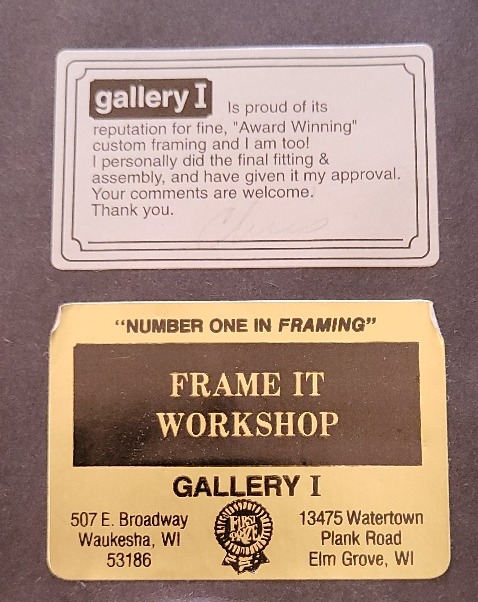 gallery I Is proud of its
reputation for fine, "Award Winning"
custom framing and I am too!
I personally did the final fitting &
assembly, and have given it my approval.
Your comments are welcome.
Thank you.
"NUMBER ONE IN FRAMING"
FRAME IT
WORKSHOP
GALLERY I
507 E. Broadway
Waukesha, WI
53186
FIRST
PRIZE
13475 Watertown
Plank Road
Elm Grove, WI